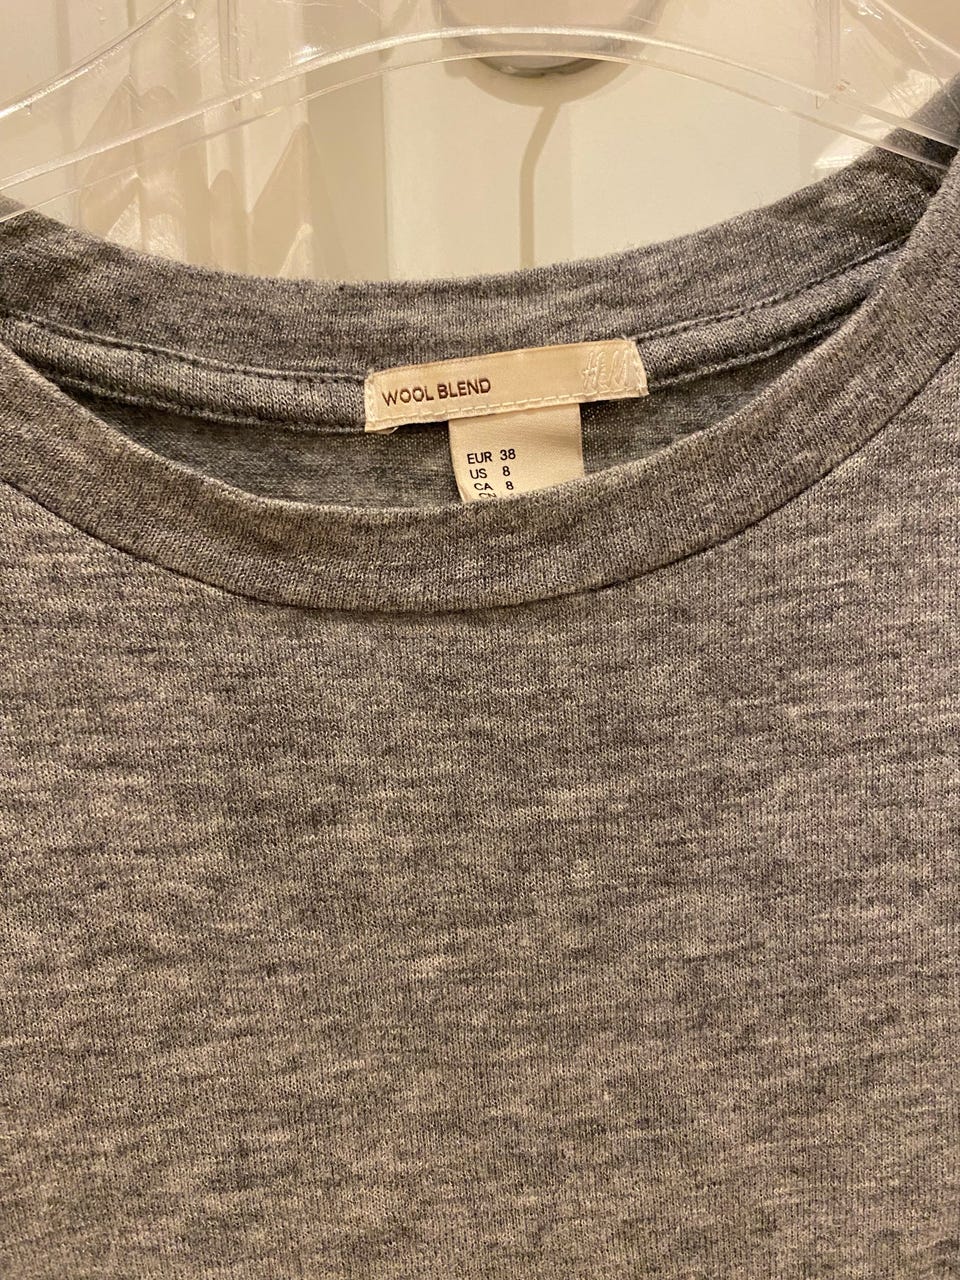 WOOL BLEND H&M
EUR 38
US 8
CA 8